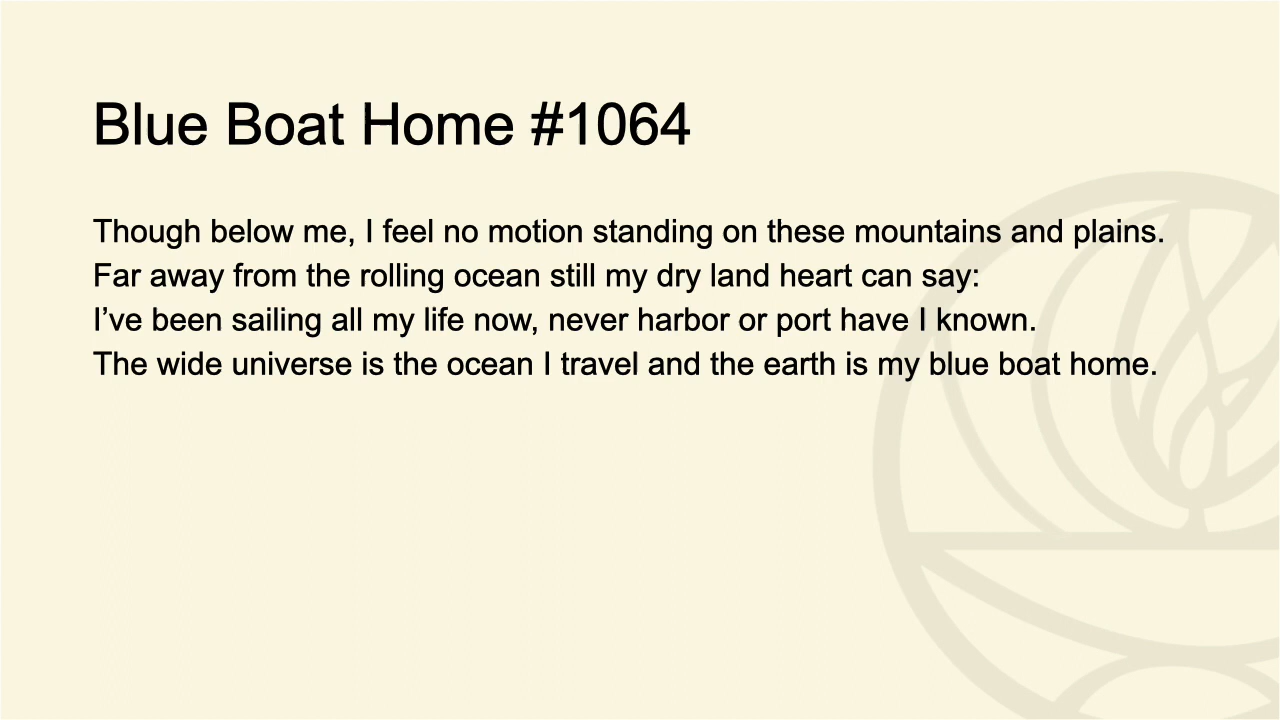 Blue Boat Home #1064
Though below me, I feel no motion standing on these mountains and plains.
Far away from the rolling ocean still my dry land heart can say:
I’ve been sailing all my life now, never harbor or port have I known.
The wide universe is the ocean I travel and the earth is my blue boat home.